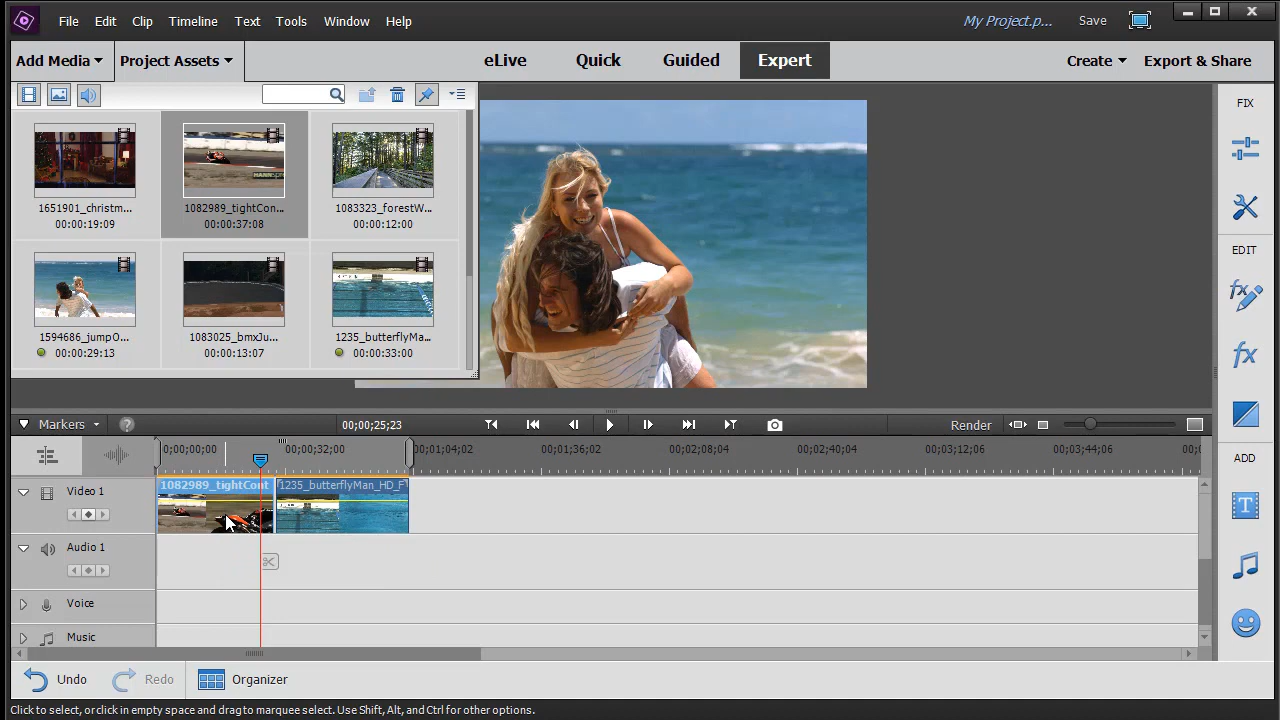 File Edit Clip Timeline Text Tools Window Help My Project.p... Save
Add Media Project Assets eLive Quick Guided Expert Create Export & Share
FIX
1651901_christm... 1082989_tightCon... 1083323_forestW...
00:00:19:09 00:00:37:08 00:00:12:00
EDIT
1594686_jumpO... 1083025_bmxJu... 1235_butterflyMa...
00:00:29:13 00:00:13:07 00:00:33:00
Markers 00;00;25;23 Render
0;00;00;00 00;00;32;00 00;01;04;02 00;01;36;02 00;02;08;04 00;02;40;04 00;03;12;06 00;03;44;06
ADD
Video 1 1082989_tightCont 1235_butterflyMan_HD_F
Audio 1
Voice
Music
Undo Redo Organizer
Click to select, or click in empty space and drag to marquee select. Use Shift, Alt, and Ctrl for other options.